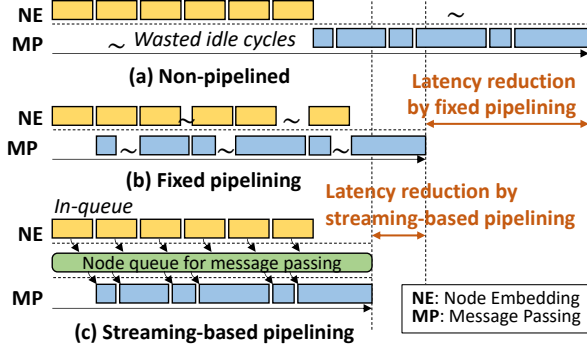 NE
~
MP
~ Wasted idle cycles
(a) Non-pipelined
Latency reduction
by fixed pipelining
NE
~ ~
MP
~ ~ ~
(b) Fixed pipelining
Latency reduction by
streaming-based pipelining
In-queue
NE
Node queue for message passing
MP
NE: Node Embedding
MP: Message Passing
(c) Streaming-based pipelining